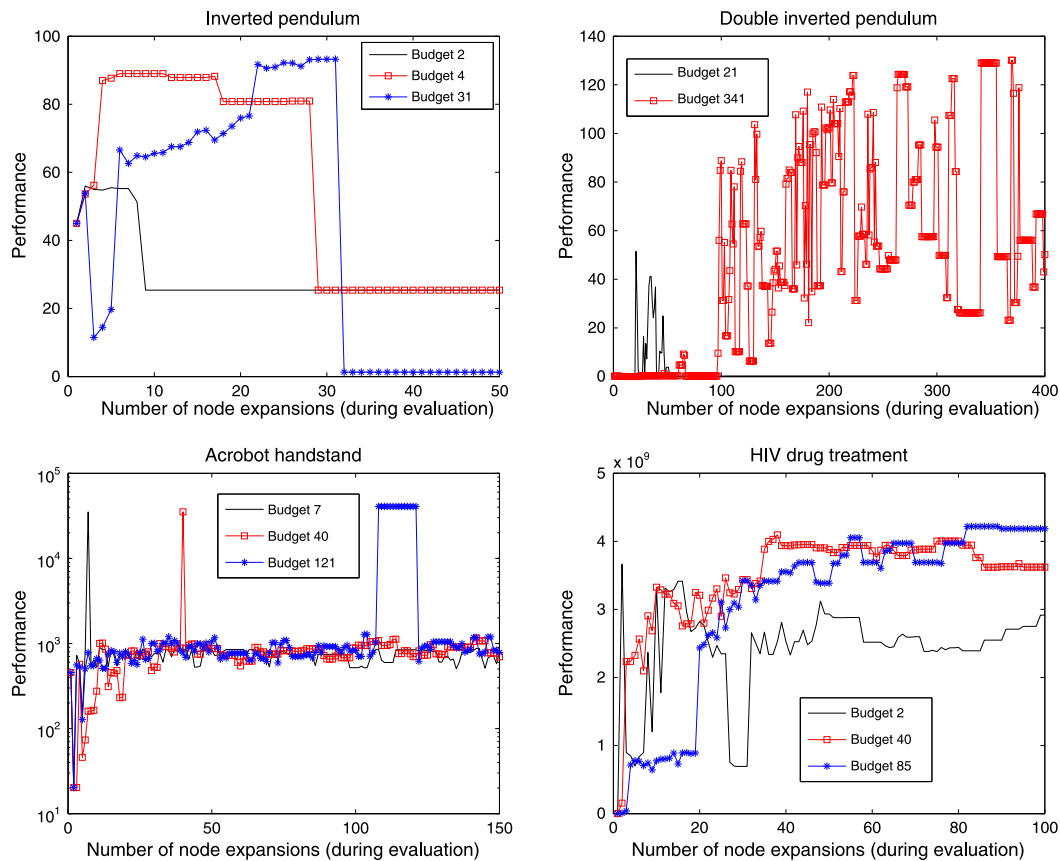 Inverted pendulum
100
80
60
40
20
0
0
10
20
30
40
50
Performance
Number of node expansions (during evaluation)
Budget 2
Budget 4
Budget 31
Double inverted pendulum
140
120
100
80
60
40
20
0
0
100
200
300
400
Performance
Number of node expansions (during evaluation)
Budget 21
Budget 341
Acrobot handstand
10^5
10^4
10^3
10^2
10^1
0
50
100
150
Performance
Number of node expansions (during evaluation)
Budget 7
Budget 40
Budget 121
HIV drug treatment
x 10^9
5
4
3
2
1
0
0
20
40
60
80
100
Performance
Number of node expansions (during evaluation)
Budget 2
Budget 40
Budget 85